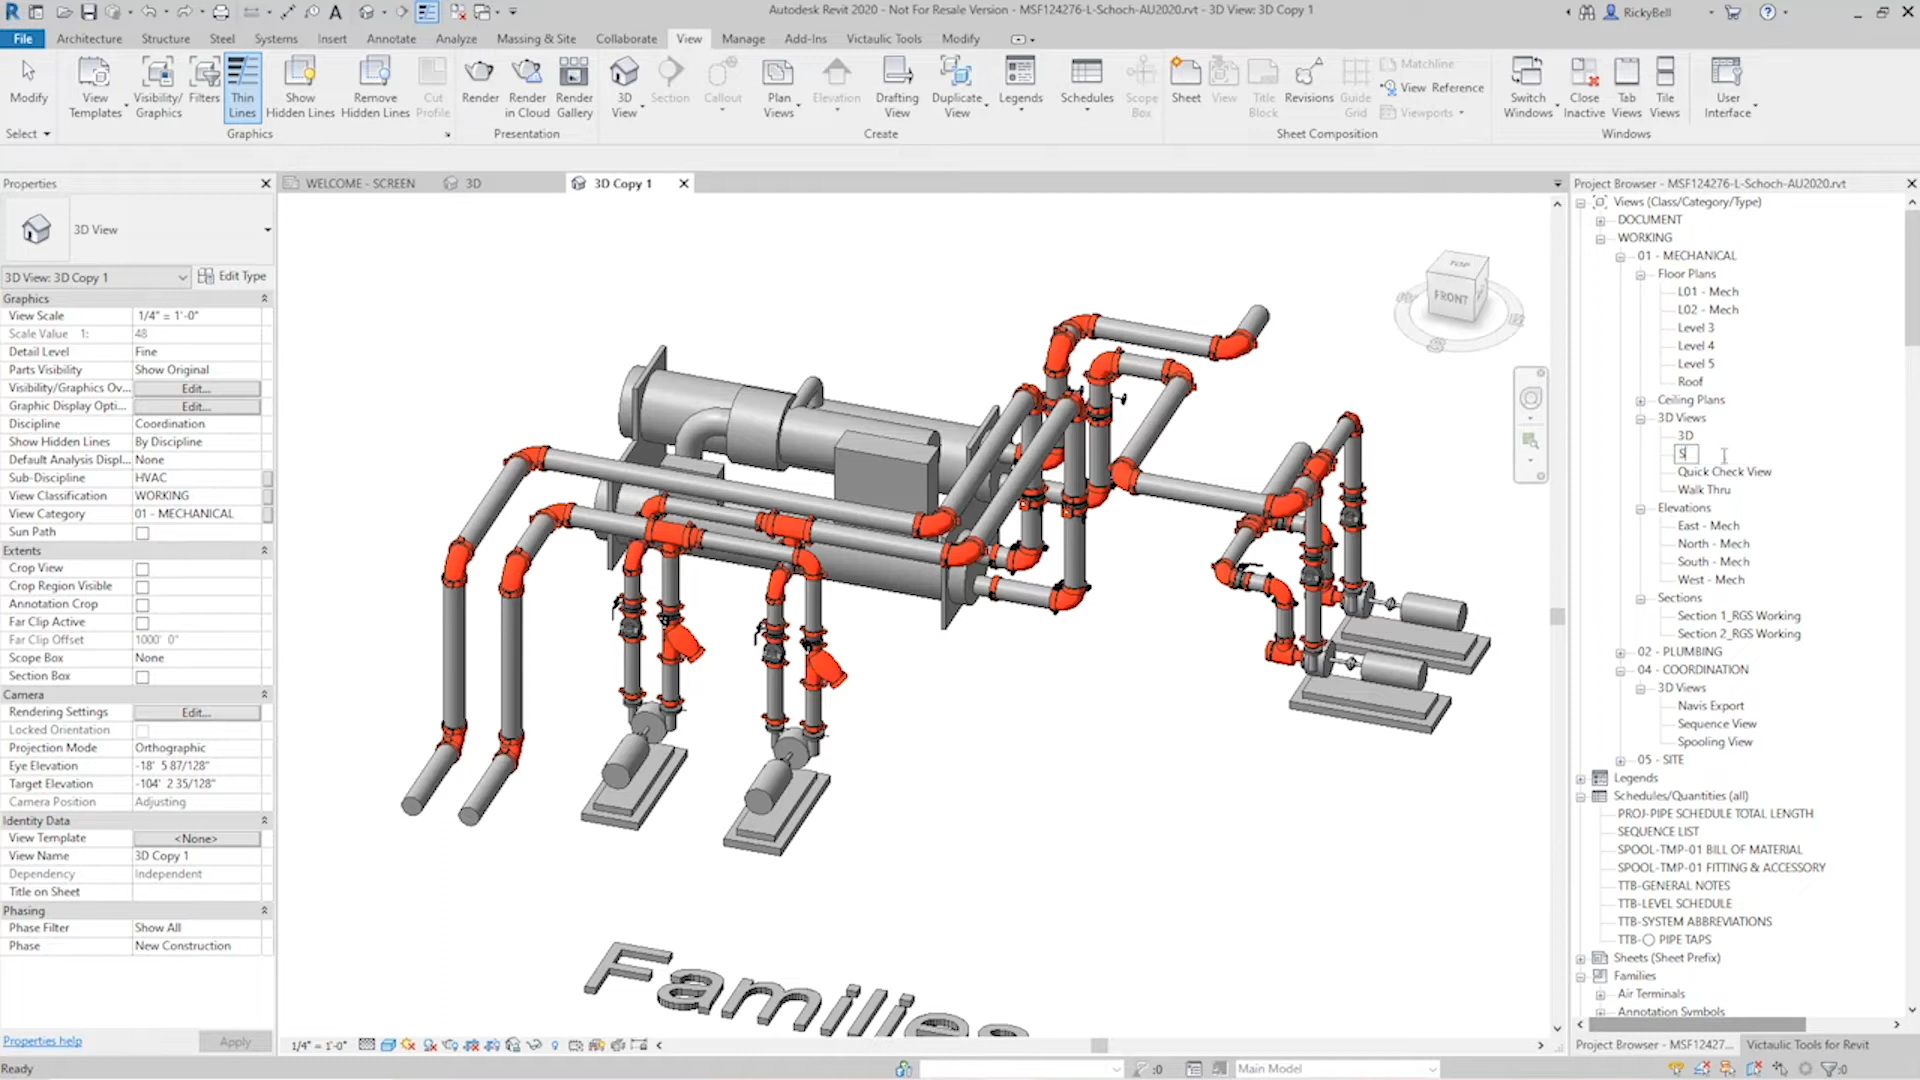 Autodesk Revit 2020 - Not For Resale Version - MSF124276-L-Schoch-AU2020.rvt - 3D View: 3D Copy 1
RickyBell
File Architecture Structure Steel Systems Insert Annotate Analyze Massing & Site Collaborate View Manage Add-Ins Victaulic Tools Modify
Modify
View Templates
Visibility/ Graphics
Filters
Thin Lines
Show Hidden Lines
Remove Hidden Lines
Cut Profile
Render
Render in Cloud
Render Gallery
3D View
Section
Callout
Plan Views
Elevation
Drafting View
Duplicate View
Legends
Schedules
Scope Box
Sheet
View
Title Block
Revisions
Guide Grid
Matchline
View Reference
Viewports
Switch Windows
Close Inactive
Tab Views
Tile Views
User Interface
Select
Graphics
Presentation
Create
Sheet Composition
Windows
Properties
3D View
3D View: 3D Copy 1
Edit Type
Graphics
View Scale 1/4" = 1'-0"
Scale Value 1: 48
Detail Level Fine
Parts Visibility Show Original
Visibility/Graphics Ov... Edit...
Graphic Display Opti... Edit...
Discipline Coordination
Show Hidden Lines By Discipline
Default Analysis Displ... None
Sub-Discipline HVAC
View Classification WORKING
View Category 01 - MECHANICAL
Sun Path
Extents
Crop View
Crop Region Visible
Annotation Crop
Far Clip Active
Far Clip Offset 1000' 0"
Scope Box None
Section Box
Camera
Rendering Settings Edit...
Locked Orientation
Projection Mode Orthographic
Eye Elevation -18' 5 87/128"
Target Elevation -104' 2 35/128"
Camera Position Adjusting
Identity Data
View Template <None>
View Name 3D Copy 1
Dependency Independent
Title on Sheet
Phasing
Phase Filter Show All
Phase New Construction
Properties help
Apply
WELCOME - SCREEN
3D
3D Copy 1
TOP
FRONT
S
Families
1/4" = 1'-0"
Project Browser - MSF124276-L-Schoch-AU2020.rvt
Views (Class/Category/Type)
DOCUMENT
WORKING
01 - MECHANICAL
Floor Plans
L01 - Mech
L02 - Mech
Level 3
Level 4
Level 5
Roof
Ceiling Plans
3D Views
3D
S
Quick Check View
Walk Thru
Elevations
East - Mech
North - Mech
South - Mech
West - Mech
Sections
Section 1_RGS Working
Section 2_RGS Working
02 - PLUMBING
04 - COORDINATION
3D Views
Navis Export
Sequence View
Spooling View
05 - SITE
Legends
Schedules/Quantities (all)
PROJ-PIPE SCHEDULE TOTAL LENGTH
SEQUENCE LIST
SPOOL-TMP-01 BILL OF MATERIAL
SPOOL-TMP-01 FITTING & ACCESSORY
TTB-GENERAL NOTES
TTB-LEVEL SCHEDULE
TTB-SYSTEM ABBREVIATIONS
TTB-◯ PIPE TAPS
Sheets (Sheet Prefix)
Families
Air Terminals
Annotation Symbols
Project Browser - MSF12427...
Victaulic Tools for Revit
Ready
:0
Main Model
:0